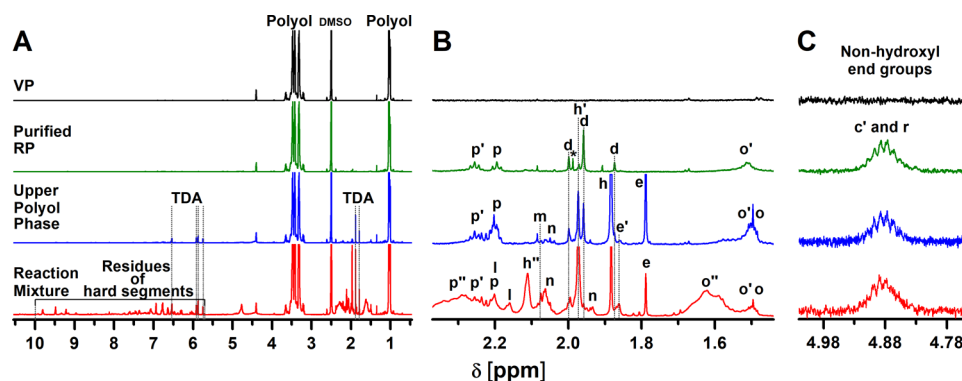 A
Polyol DMSO Polyol
VP
Purified
RP
Upper
Polyol
Phase
TDA TDA
Reaction
Mixture
Residues
of
hard segments
10 9 8 7 6 5 4 3 2 1
B
h'
d d
*
p' p o'
p
p' m n h e e' o' o
p'' p' l p l h'' n n e o'' o' o
2.2 2.0 1.8 1.6
δ [ppm]
C
Non-hydroxyl
end groups
c' and r
4.98 4.88 4.78